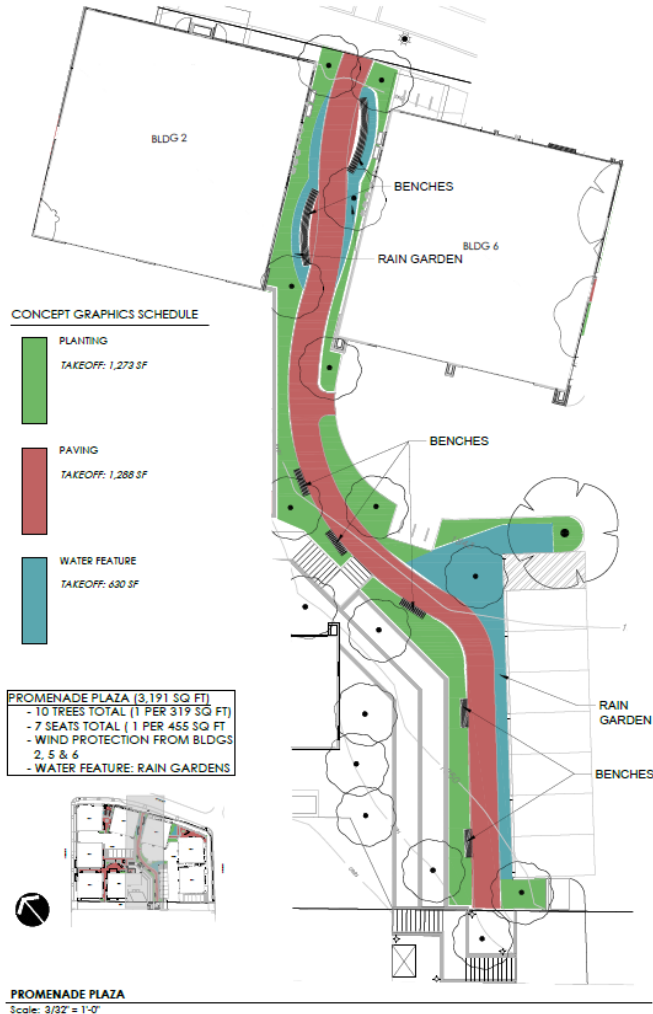 BLDG 2
BENCHES
BLDG 6
RAIN GARDEN
CONCEPT GRAPHICS SCHEDULE
PLANTING
TAKEOFF: 1,273 SF
PAVING
TAKEOFF: 1,288 SF
BENCHES
WATER FEATURE
TAKEOFF: 630 SF
T
PROMENADE PLAZA (3,191 SQ FT)
- 10 TREES TOTAL (1 PER 319 SQ FT)
- 7 SEATS TOTAL ( 1 PER 455 SQ FT
- WIND PROTECTION FROM BLDGS
2, 5 & 6
- WATER FEATURE: RAIN GARDENS
RAIN
GARDEN
BENCHES
PROMENADE PLAZA
Scale: 3/32" = 1'-0"